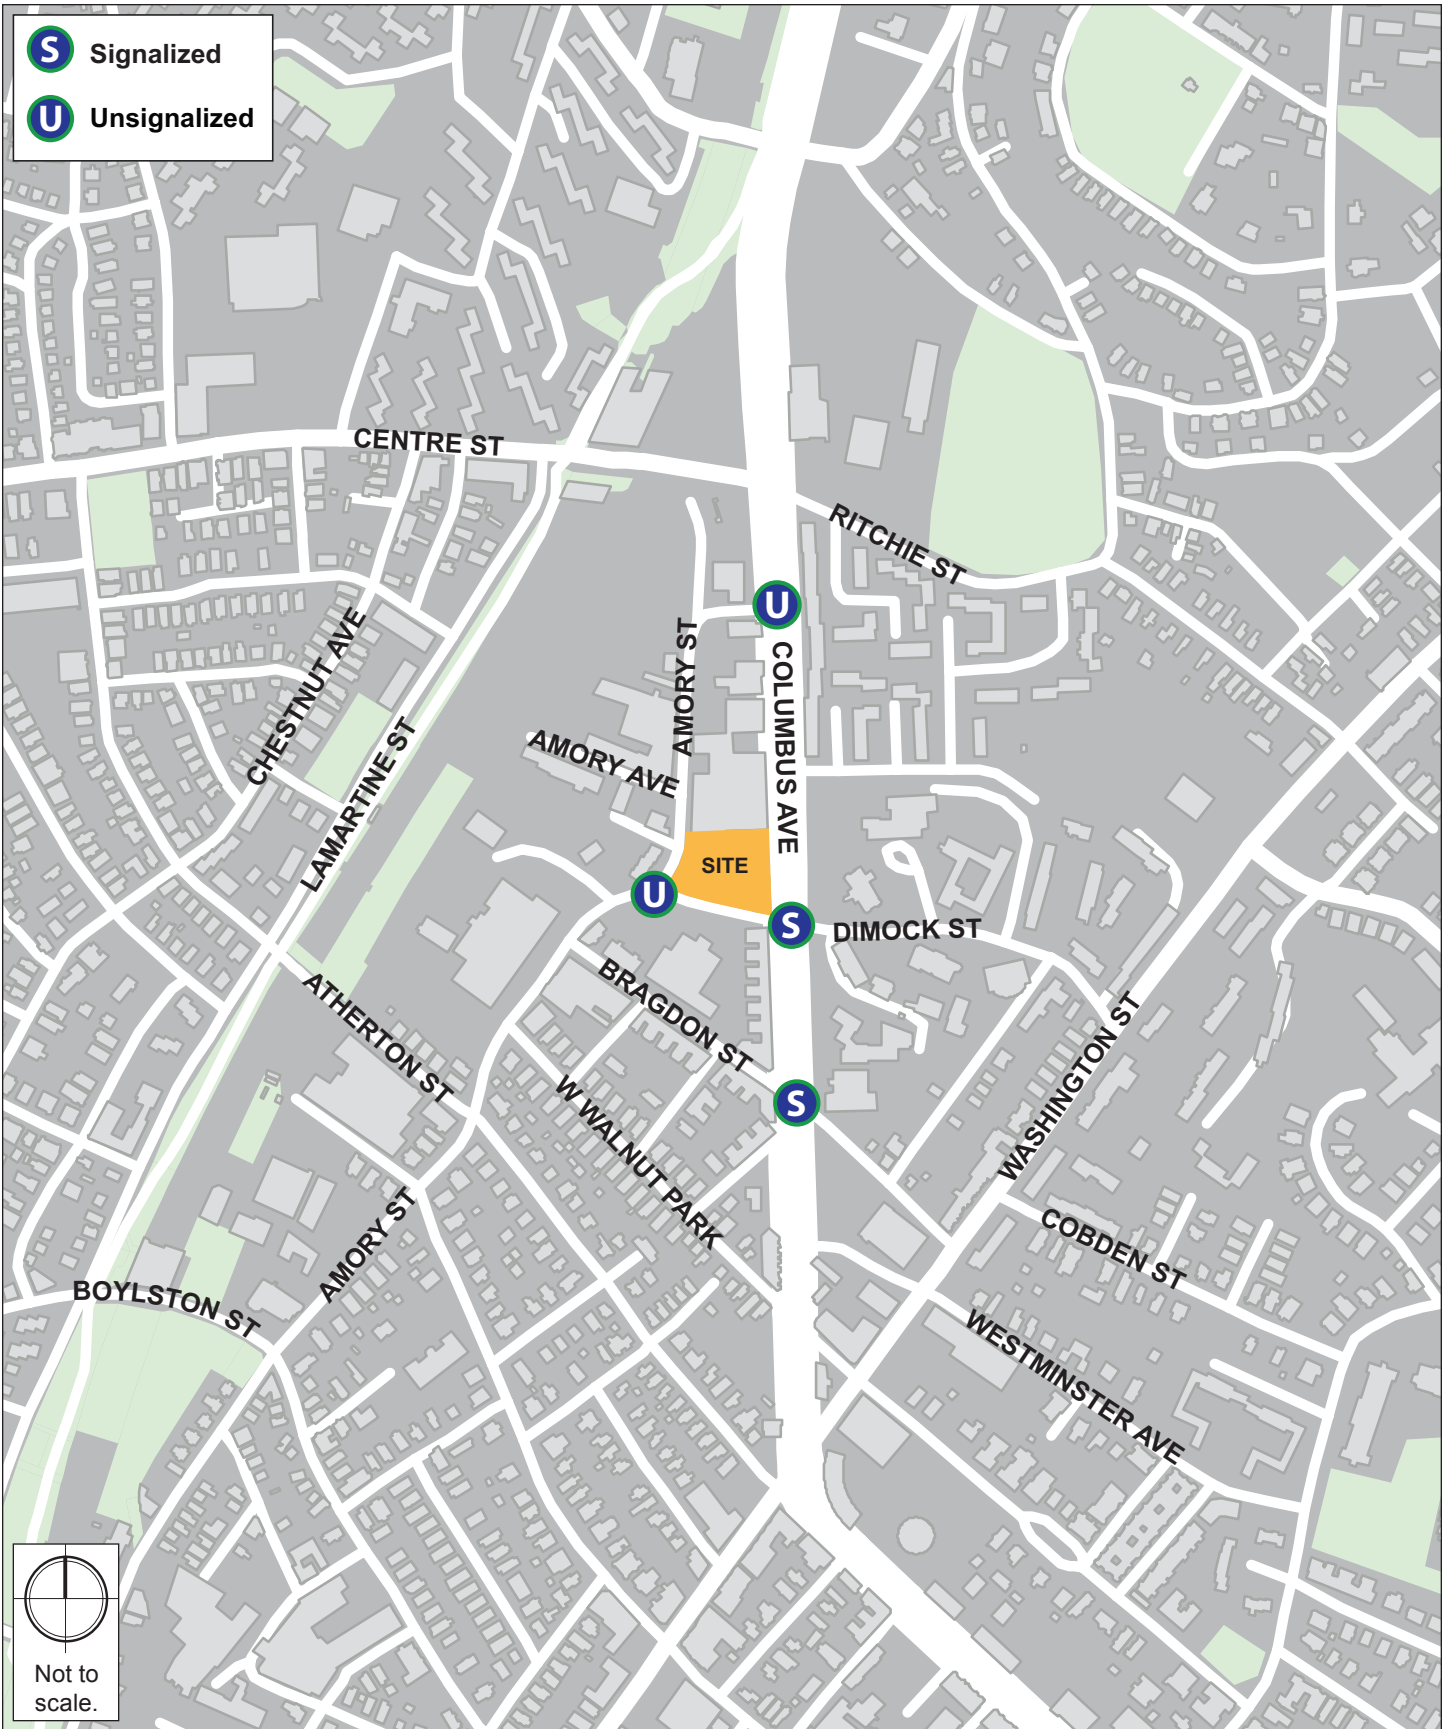 S Signalized
U Unsignalized
CENTRE ST
RITCHIE ST
U
CHESTNUT AVE
AMORY ST
COLUMBUS AVE
LAMARTINE ST
AMORY AVE
SITE
U
S
DIMOCK ST
BRAGDON ST
ATHERTON ST
WASHINGTON ST
W WALNUT PARK
S
AMORY ST
COBDEN ST
BOYLSTON ST
WESTMINSTER AVE
Not to
scale.